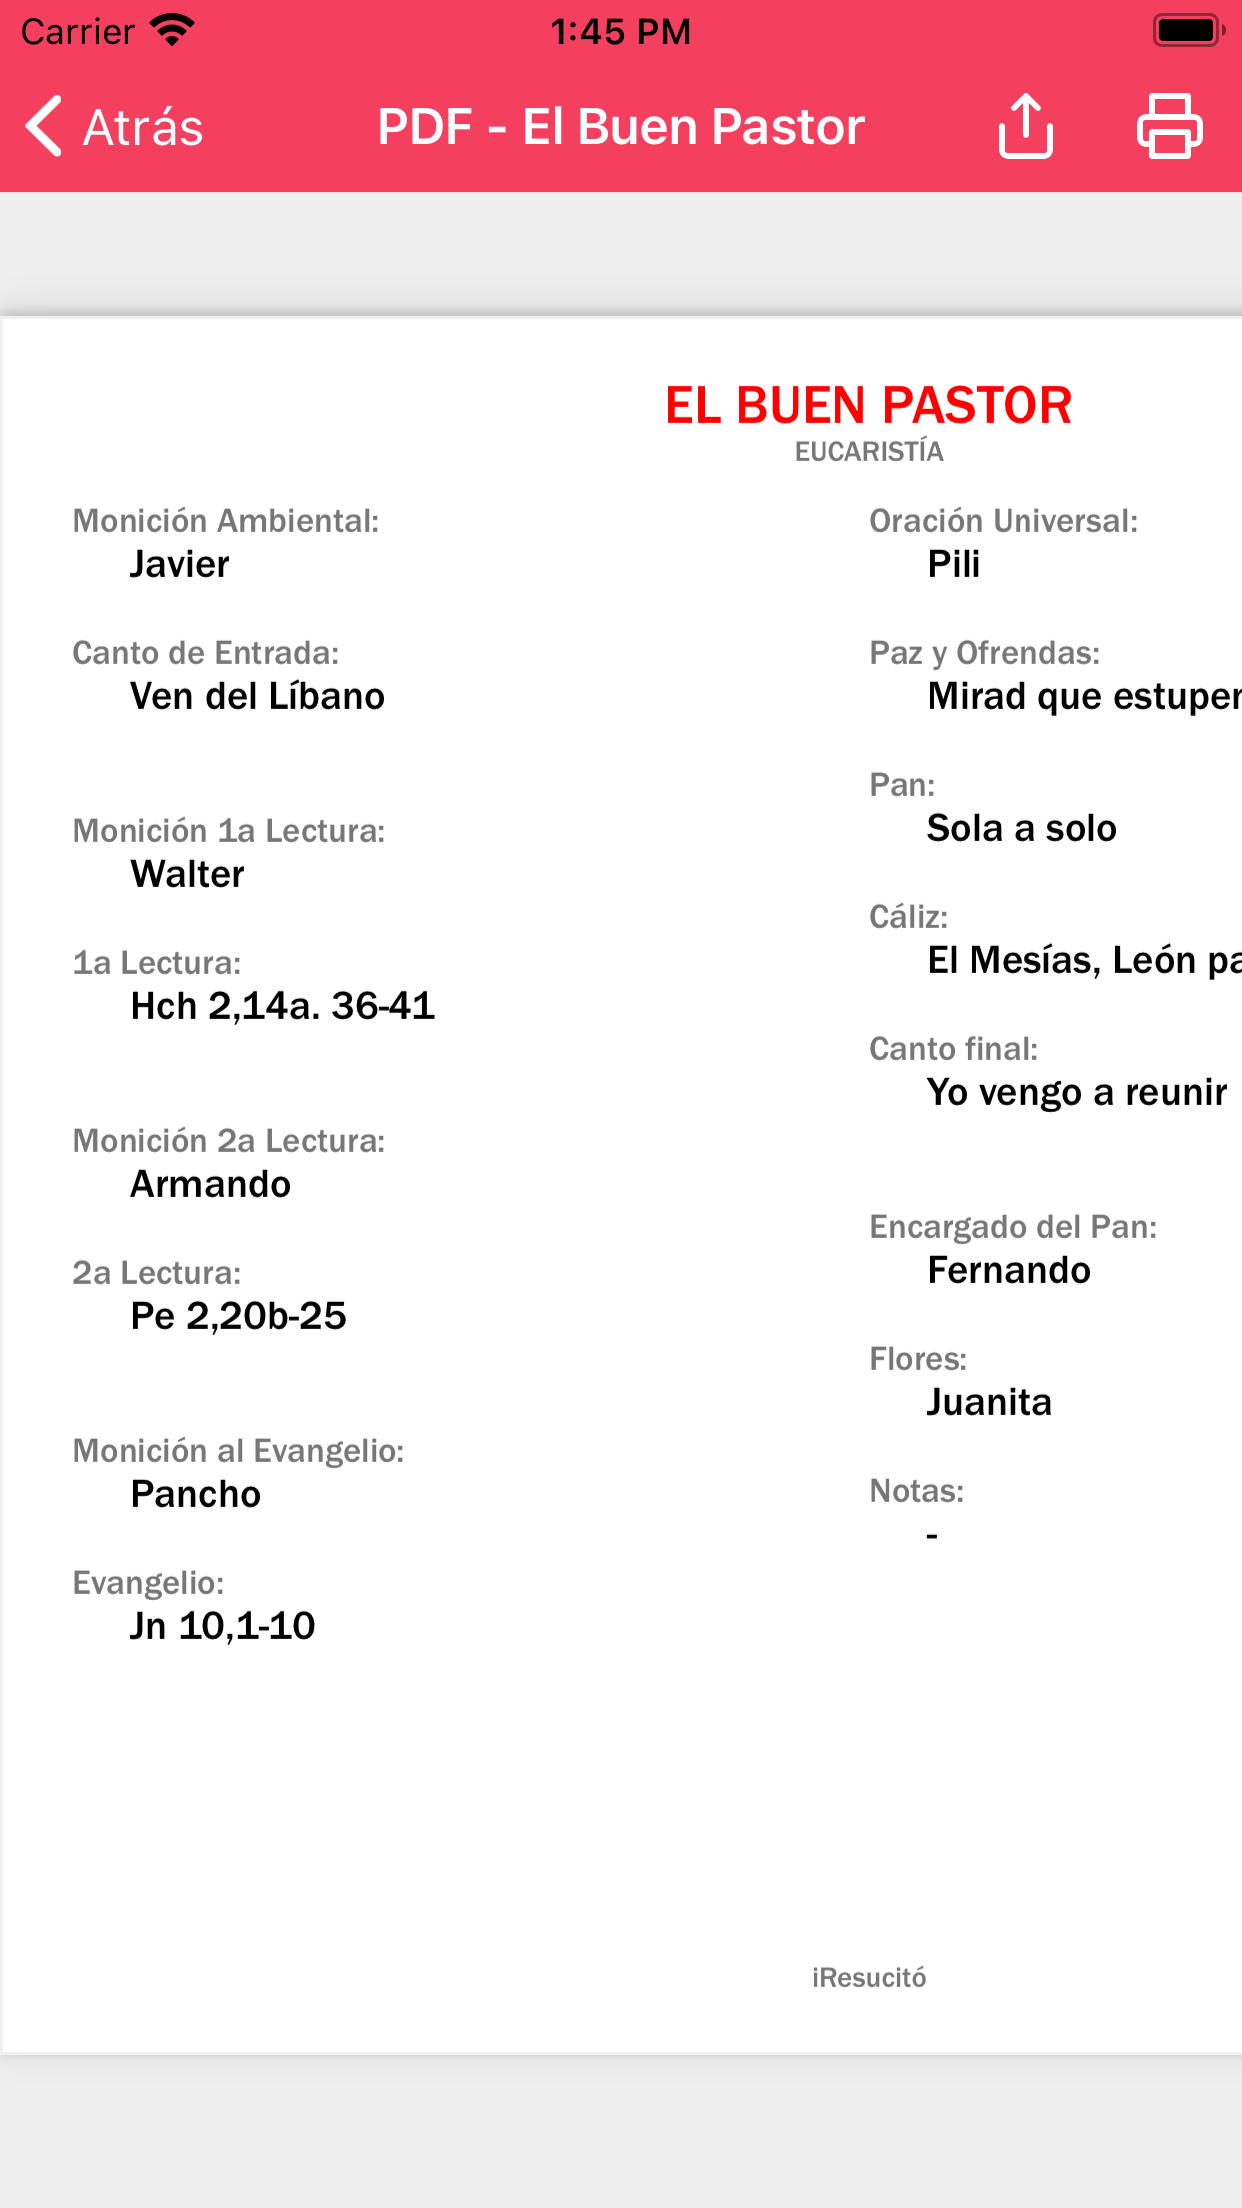 Carrier
1:45 PM
Atrás
PDF - El Buen Pastor
EL BUEN PASTOR
EUCARISTÍA
Monición Ambiental:
Javier
Canto de Entrada:
Ven del Líbano
Monición 1a Lectura:
Walter
1a Lectura:
Hch 2,14a. 36-41
Monición 2a Lectura:
Armando
2a Lectura:
Pe 2,20b-25
Monición al Evangelio:
Pancho
Evangelio:
Jn 10,1-10
Oración Universal:
Pili
Paz y Ofrendas:
Mirad que
Pan:
Sola a solo
Cáliz:
El Mesías, León
Canto final:
Yo vengo a reunir
Encargado del Pan:
Fernando
Flores:
Juanita
Notas:
-
iResucitó